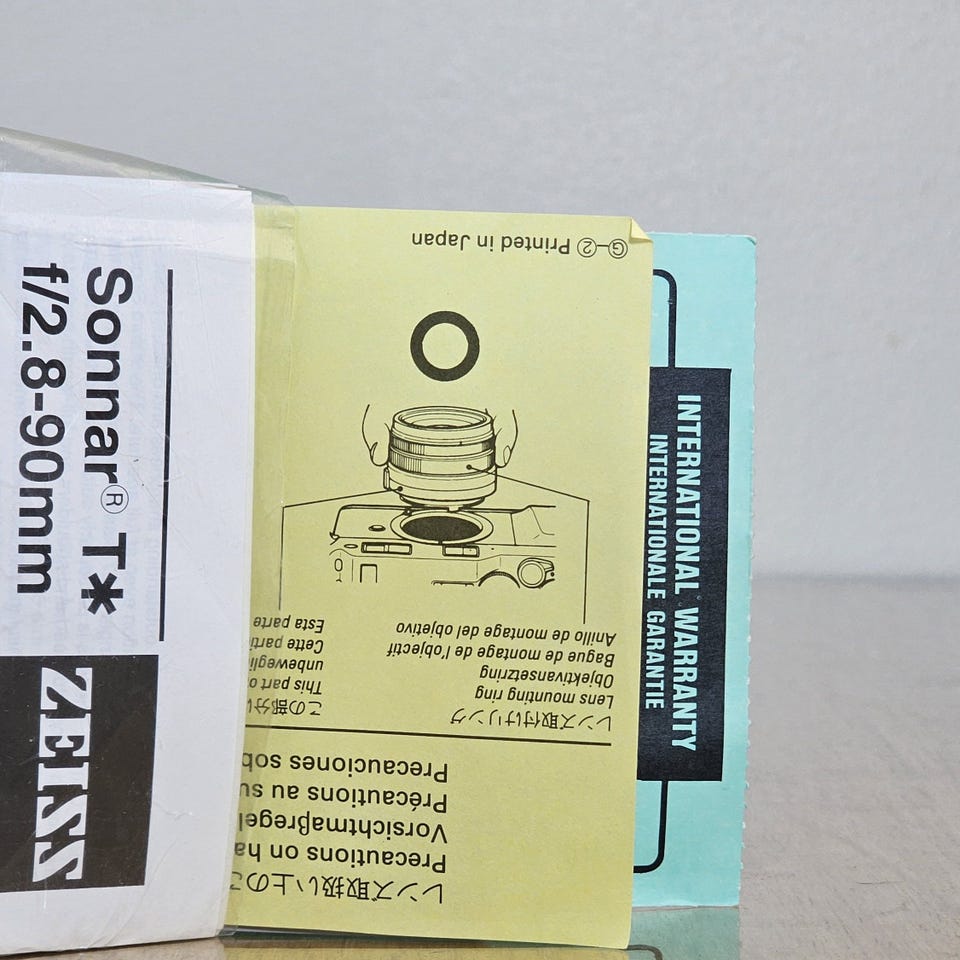 Sonnar® T*
f/2.8-90mm
ZEISS
レンズ取扱い上の
Precautions on ha
Vorsichtmaβregel
Précautions au su
Precauciones sob
レンズ取付けリング
Lens mounting ring
Objektivansetzring
Bague de montage de l'objectif
Anillo de montage del objetivo
この部分
This part o
unbewegli
Cette parti
Esta parte
Ⓖ–② Printed in Japan
INTERNATIONAL WARRANTY
INTERNATIONALE GARANTIE